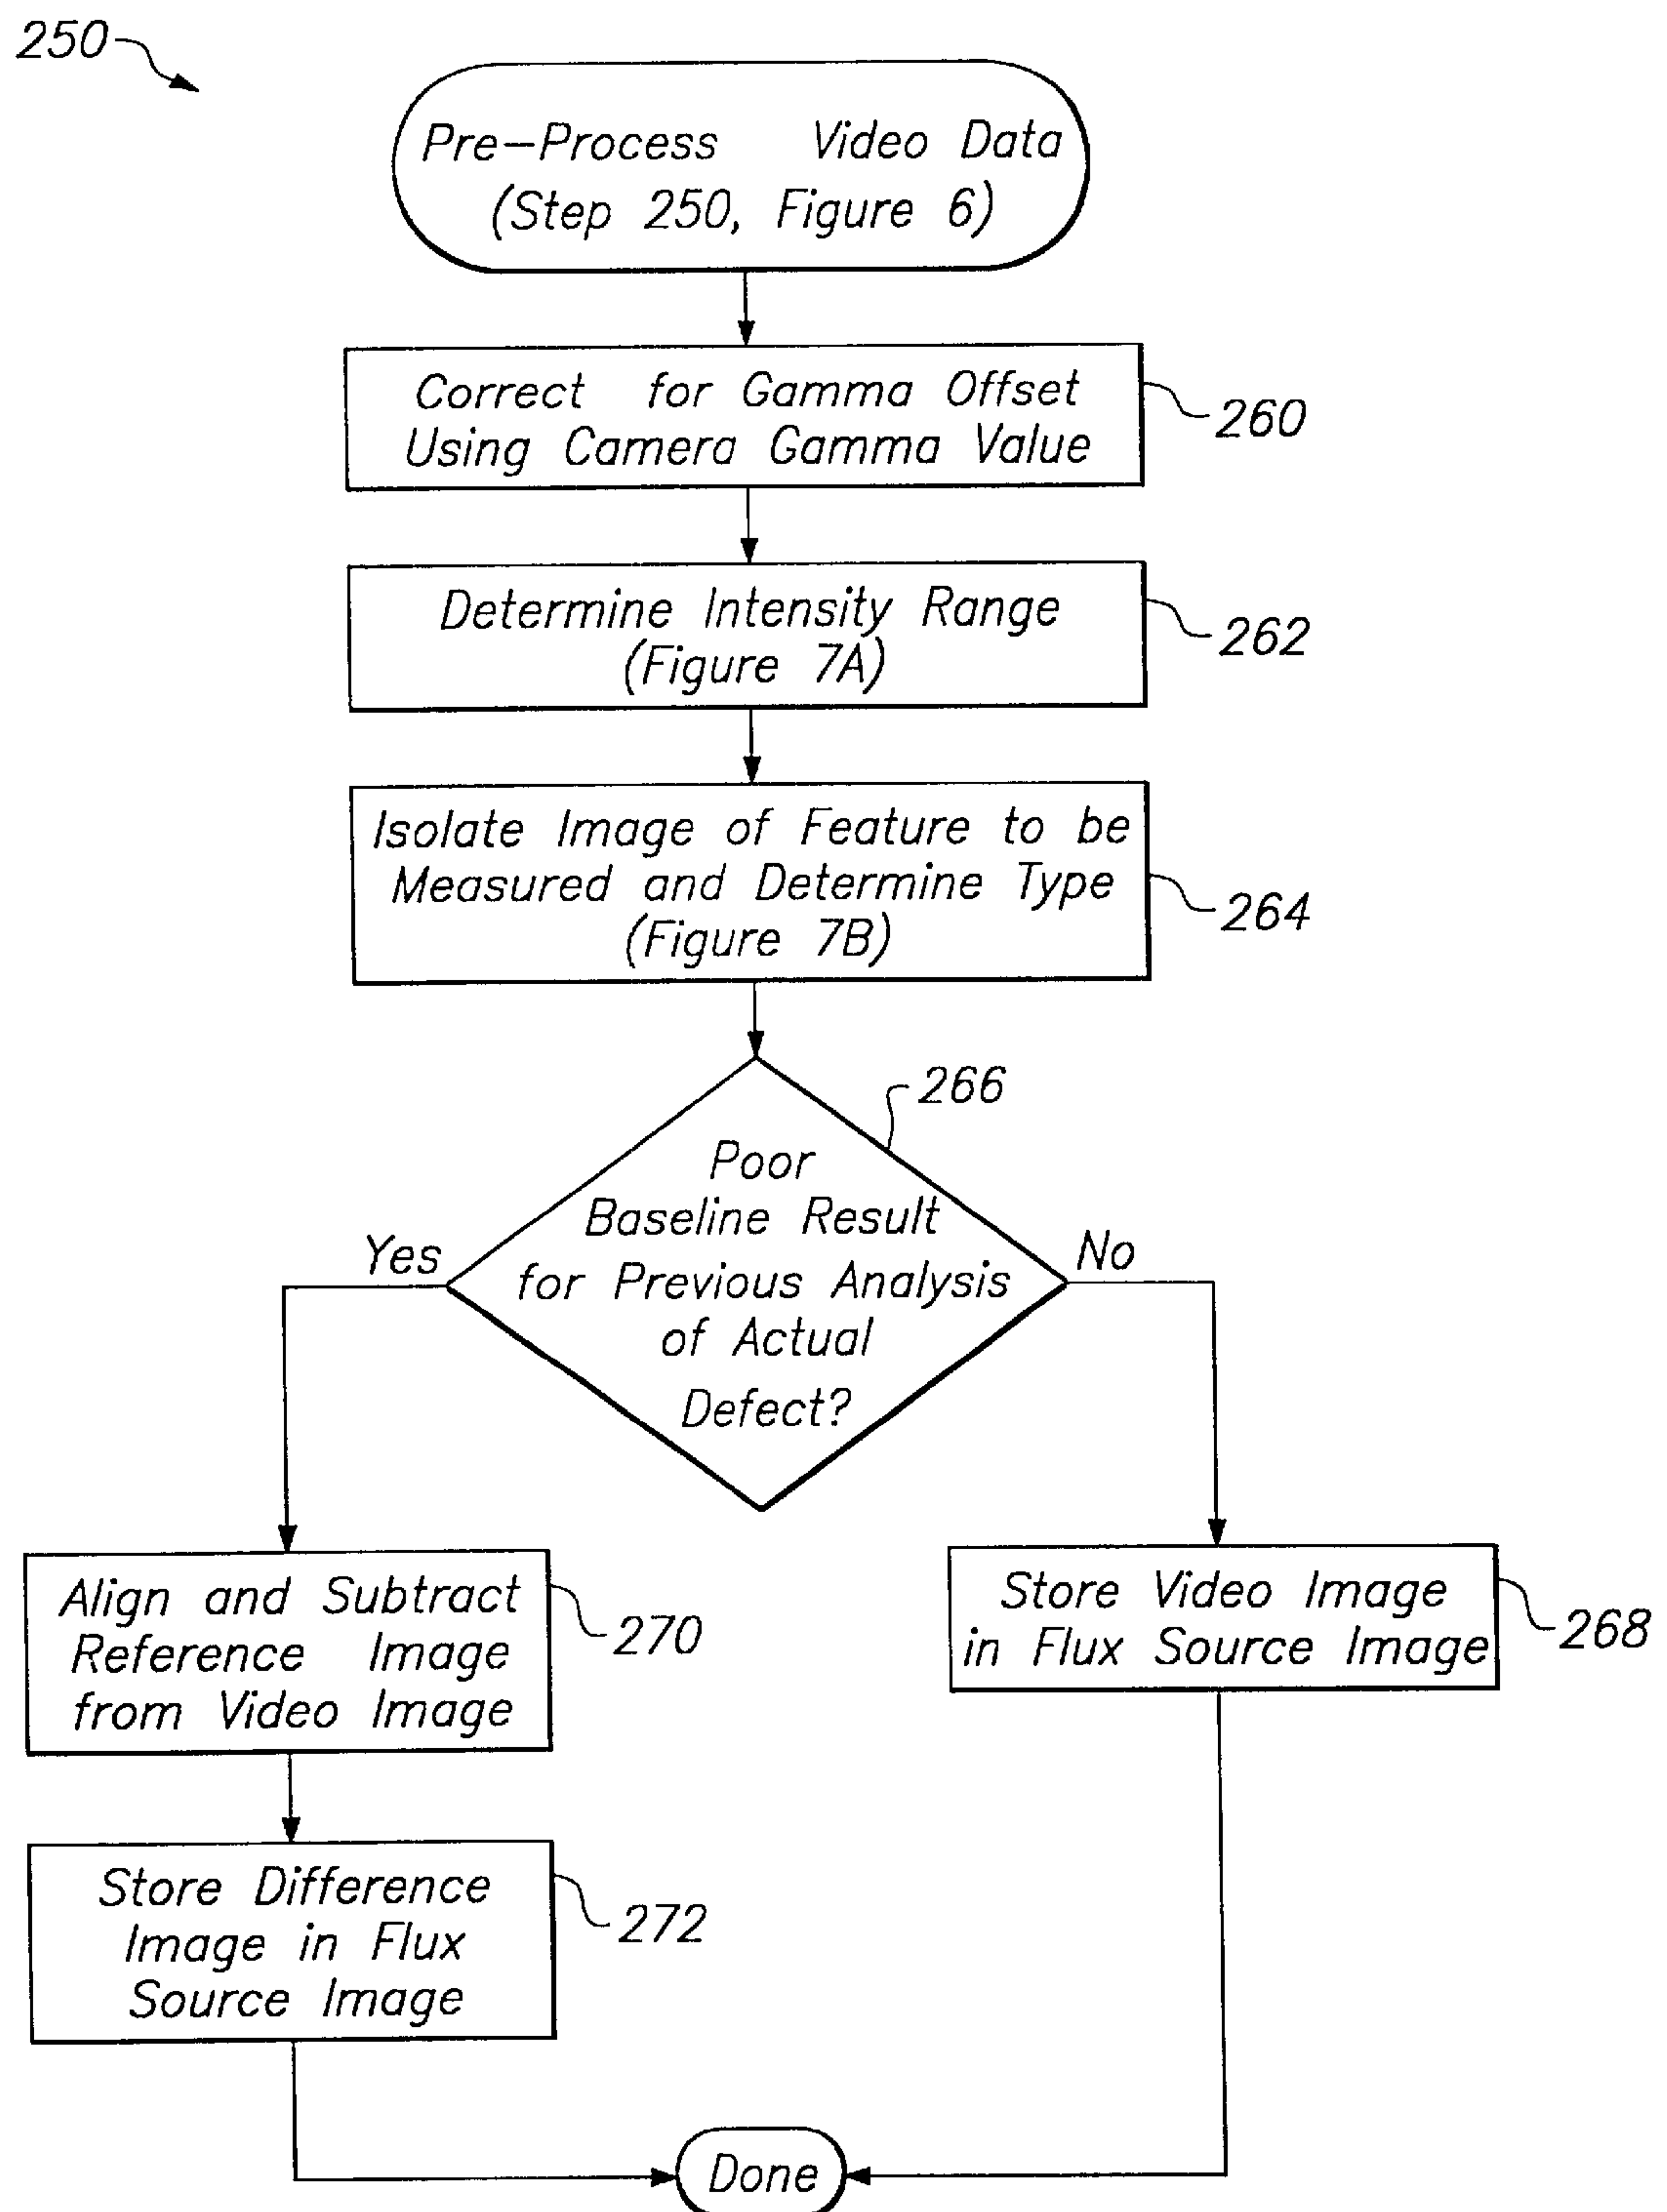 250
Pre-Process Video Data
(Step 250, Figure 6)
Correct for Gamma Offset
Using Camera Gamma Value
260
Determine Intensity Range
(Figure 7A)
262
Isolate Image of Feature to be
Measured and Determine Type
(Figure 7B)
264
266
Poor
Baseline Result
for Previous Analysis
of Actual
Defect?
Yes
No
Align and Subtract
Reference Image
from Video Image
270
Store Video Image
in Flux Source Image
268
Store Difference
Image in Flux
Source Image
272
Done